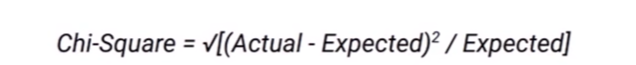 Chi-Square = √[(Actual - Expected)² / Expected]